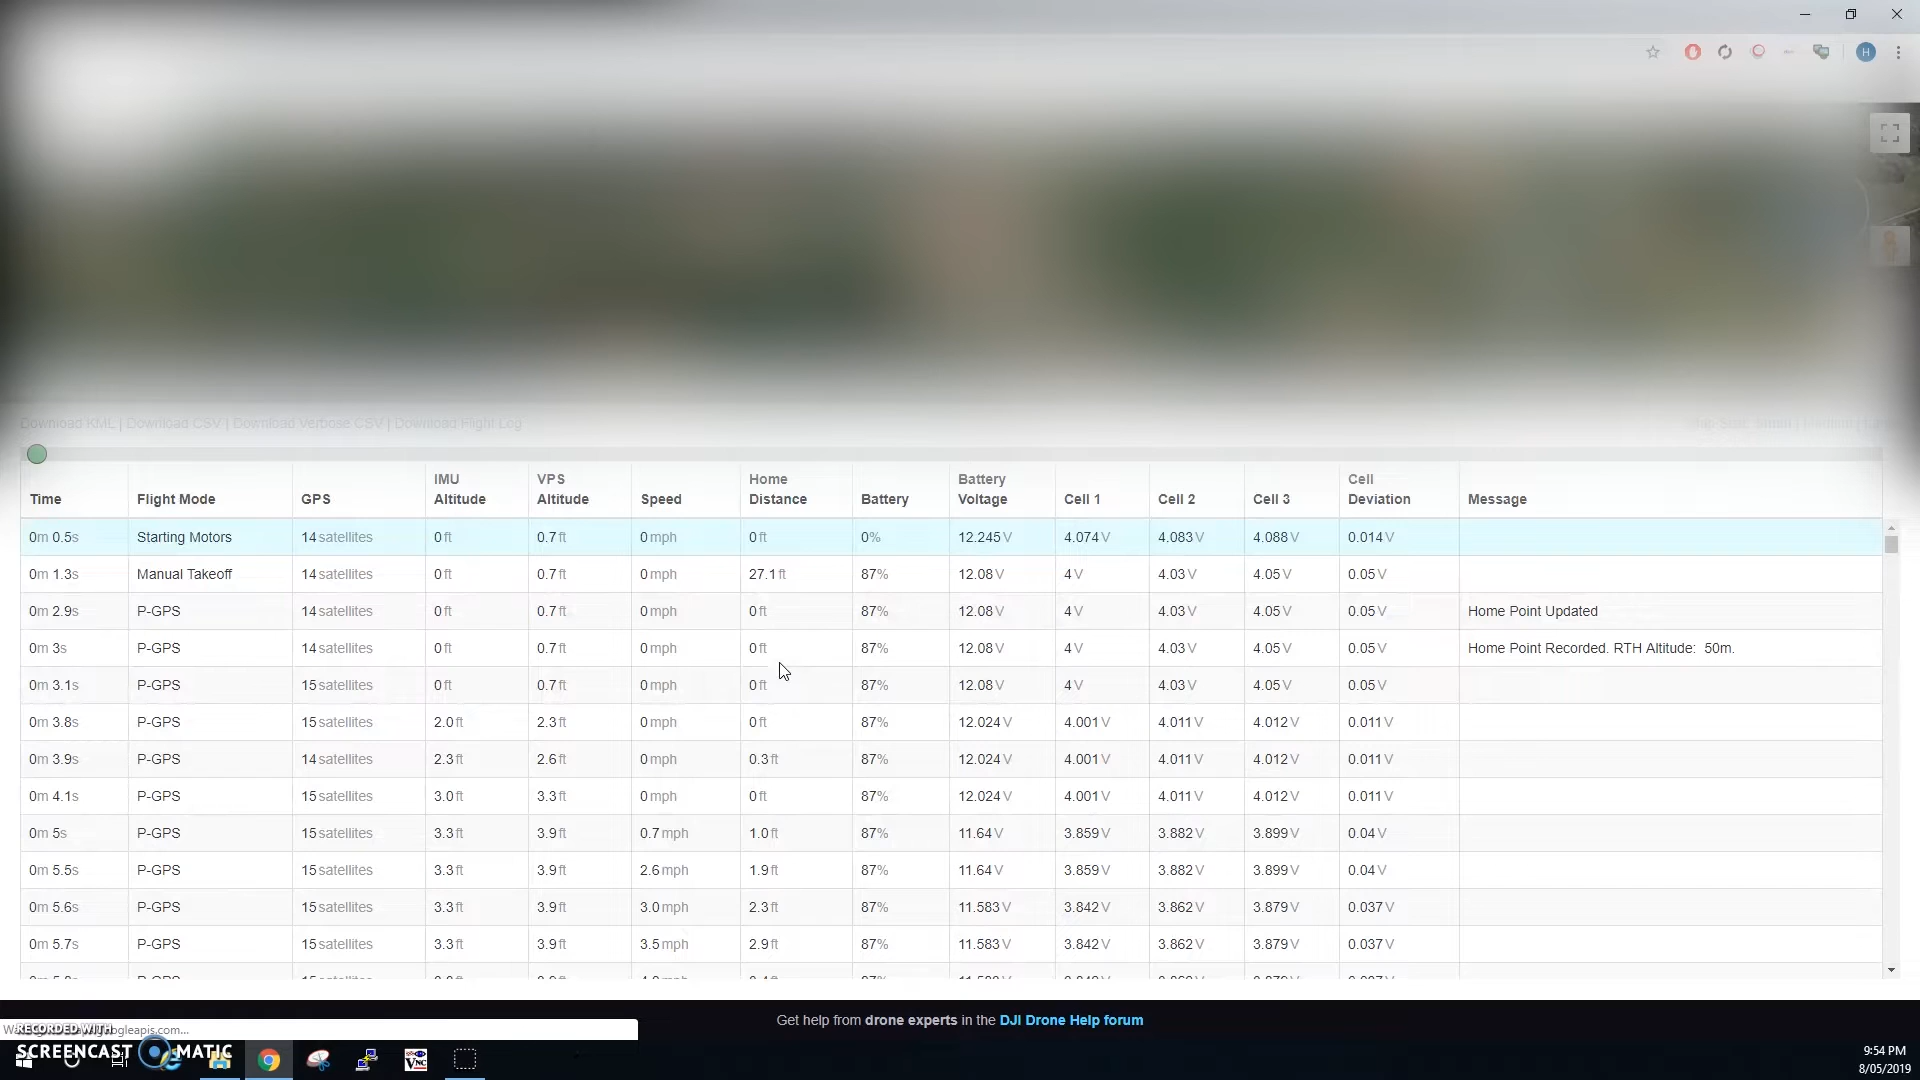 H
Download KML | Download CSV | Download Verbose CSV | Download Flight Log
Time Flight Mode GPS IMU Altitude VPS Altitude Speed Home Distance Battery Battery Voltage Cell 1 Cell 2 Cell 3 Cell Deviation Message
0m 0.5s Starting Motors 14 satellites 0 ft 0.7 ft 0 mph 0 ft 0% 12.245 V 4.074 V 4.083 V 4.088 V 0.014 V
0m 1.3s Manual Takeoff 14 satellites 0 ft 0.7 ft 0 mph 27.1 ft 87% 12.08 V 4 V 4.03 V 4.05 V 0.05 V
0m 2.9s P-GPS 14 satellites 0 ft 0.7 ft 0 mph 0 ft 87% 12.08 V 4 V 4.03 V 4.05 V 0.05 V Home Point Updated
0m 3s P-GPS 14 satellites 0 ft 0.7 ft 0 mph 0 ft 87% 12.08 V 4 V 4.03 V 4.05 V 0.05 V Home Point Recorded. RTH Altitude: 50m.
0m 3.1s P-GPS 15 satellites 0 ft 0.7 ft 0 mph 0 ft 87% 12.08 V 4 V 4.03 V 4.05 V 0.05 V
0m 3.8s P-GPS 15 satellites 2.0 ft 2.3 ft 0 mph 0 ft 87% 12.024 V 4.001 V 4.011 V 4.012 V 0.011 V
0m 3.9s P-GPS 14 satellites 2.3 ft 2.6 ft 0 mph 0.3 ft 87% 12.024 V 4.001 V 4.011 V 4.012 V 0.011 V
0m 4.1s P-GPS 15 satellites 3.0 ft 3.3 ft 0 mph 0 ft 87% 12.024 V 4.001 V 4.011 V 4.012 V 0.011 V
0m 5s P-GPS 15 satellites 3.3 ft 3.9 ft 0.7 mph 1.0 ft 87% 11.64 V 3.859 V 3.882 V 3.899 V 0.04 V
0m 5.5s P-GPS 15 satellites 3.3 ft 3.9 ft 2.6 mph 1.9 ft 87% 11.64 V 3.859 V 3.882 V 3.899 V 0.04 V
0m 5.6s P-GPS 15 satellites 3.3 ft 3.9 ft 3.0 mph 2.3 ft 87% 11.583 V 3.842 V 3.862 V 3.879 V 0.037 V
0m 5.7s P-GPS 15 satellites 3.3 ft 3.9 ft 3.5 mph 2.9 ft 87% 11.583 V 3.842 V 3.862 V 3.879 V 0.037 V
Get help from drone experts in the DJI Drone Help forum
RECORDED WITH
SCREENCAST MATIC
VNC
9:54 PM
8/05/2019